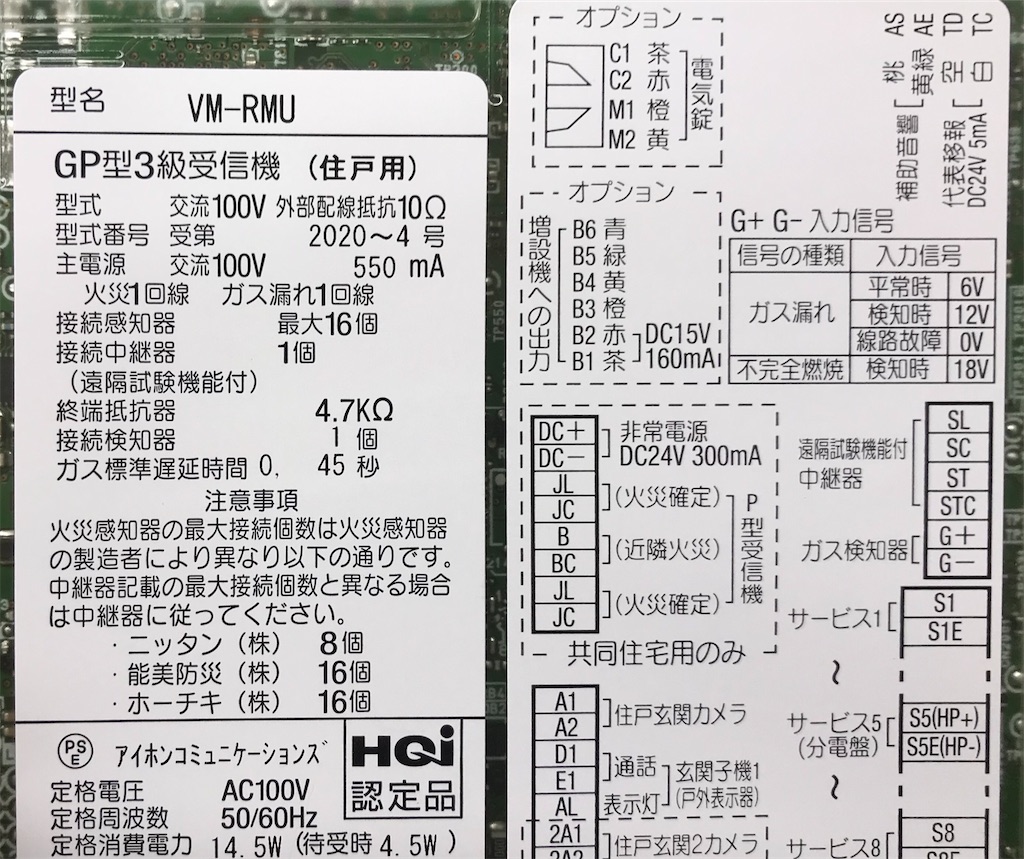 型名 VM-RMU
GP型3級受信機 (住戸用)
型式 交流100V 外部配線抵抗10Ω
型式番号 受第 2020～4 号
主電源 交流100V 550 mA
火災1回線 ガス漏れ1回線
接続感知器 最大16個
接続中継器 1個
(遠隔試験機能付)
終端抵抗器 4.7KΩ
接続検知器 1 個
ガス標準遅延時間 0, 45 秒
注意事項
火災感知器の最大接続個数は火災感知器
の製造者により異なり以下の通りです。
中継器記載の最大接続個数と異なる場合
は中継器に従ってください。
・ニッタン (株) 8個
・能美防災 (株) 16個
・ホーチキ (株) 16個
PSE アイホンコミュニケーションズ
HQi
認定品
定格電圧 AC100V
定格周波数 50/60Hz
定格消費電力 14.5W (待受時 4.5W)
オプション
C1 茶
C2 赤
M1 橙
M2 黄
電気錠
AS 桃
AE 黄緑
補助音響
TD 空
TC 白
代表移報
DC24V 5mA
オプション
増設機への出力
B6 青
B5 緑
B4 黄
B3 橙
B2 赤
B1 茶
DC15V
160mA
G+ G- 入力信号
信号の種類 入力信号
ガス漏れ 平常時 6V
検知時 12V
線路故障 0V
不完全燃焼 検知時 18V
DC+
DC-
非常電源
DC24V 300mA
JL
JC
(火災確定)
B
BC
(近隣火災)
JL
JC
(火災確定)
P型受信機
共同住宅用のみ
SL
SC
ST
STC
遠隔試験機能付
中継器
G+
G-
ガス検知器
サービス1
S1
S1E
～
サービス5
(分電盤)
S5(HP+)
S5E(HP-)
～
サービス8
S8
A1
A2
住戸玄関カメラ
D1
E1
通話
AL
表示灯
玄関子機1
(戸外表示器)
2A1
2A2
住戸玄関2カメラ